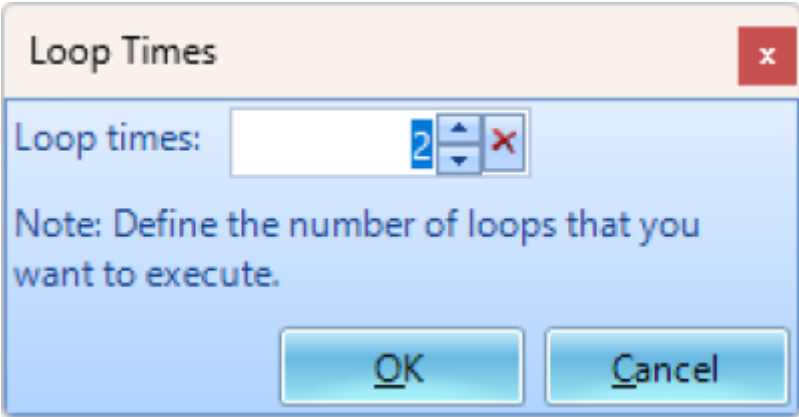 Loop Times
x
Loop times: 2
Note: Define the number of loops that you
want to execute.
OK Cancel